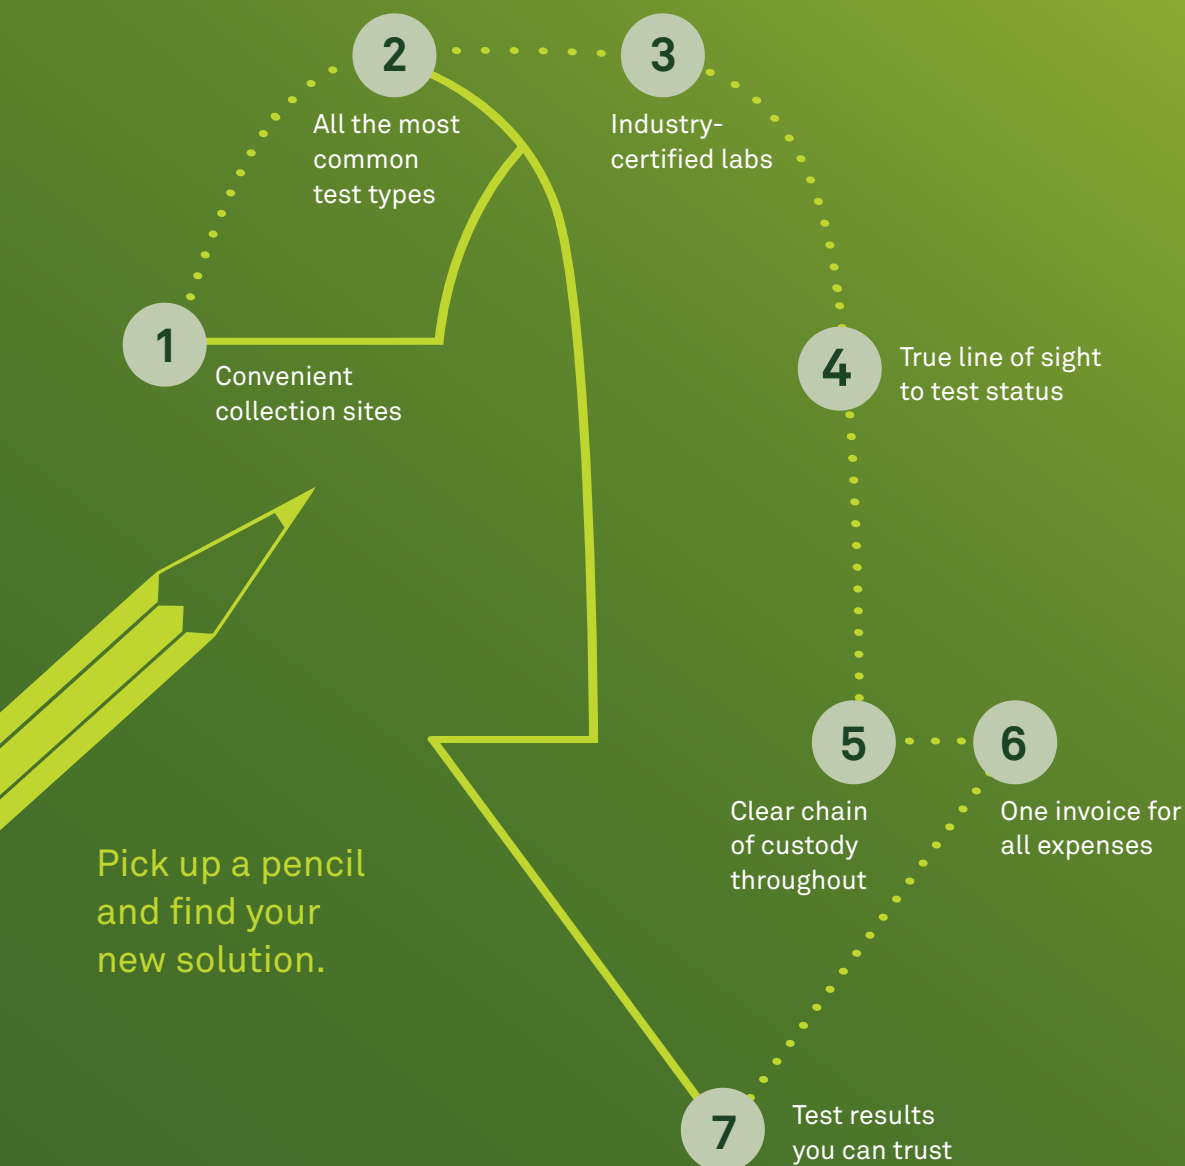 1
Convenient
collection sites
2
All the most
common
test types
3
Industry-
certified labs
4
True line of sight
to test status
5
Clear chain
of custody
throughout
6
One invoice for
all expenses
7
Test results
you can trust
Pick up a pencil
and find your
new solution.